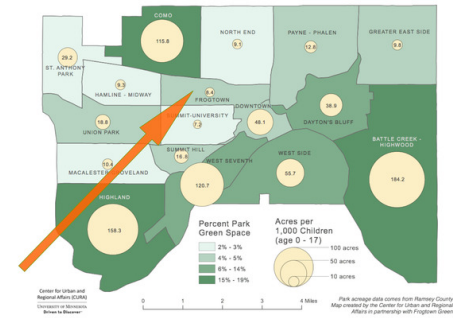 COMO
115.6
NORTH END
9.1
PAYNE - PHALEN
12.8
GREATER EAST SIDE
9.9
29.2
ST. ANTHONY
PARK
9.3
HAMLINE - MIDWAY
5.4
FROGTOWN
DOWNTOWN
49.1
38.9
DAYTON'S BLUFF
19.8
UNION PARK
SUMMIT-UNIVERSITY
7.2
SUMMIT HILL
BATTLE CREEK -
HIGHWOOD
184.2
10.4
MACALESTER-GROVELAND
WEST SEVENTH
120.7
WEST SIDE
55.7
HIGHLAND
158.3
Percent Park
Green Space
2% - 3%
4% - 5%
6% - 14%
15% - 19%
Acres per
1,000 Children
(age 0 - 17)
100 acres
50 acres
10 acres
Center for Urban and
Regional Affairs (CURA)
UNIVERSITY OF MINNESOTA
Driven to Discover
0 1 2 3 4 Miles
Park acreage data comes from Ramsey County
Map created by the Center for Urban and Regional
Affairs in partnership with Frogtown Green